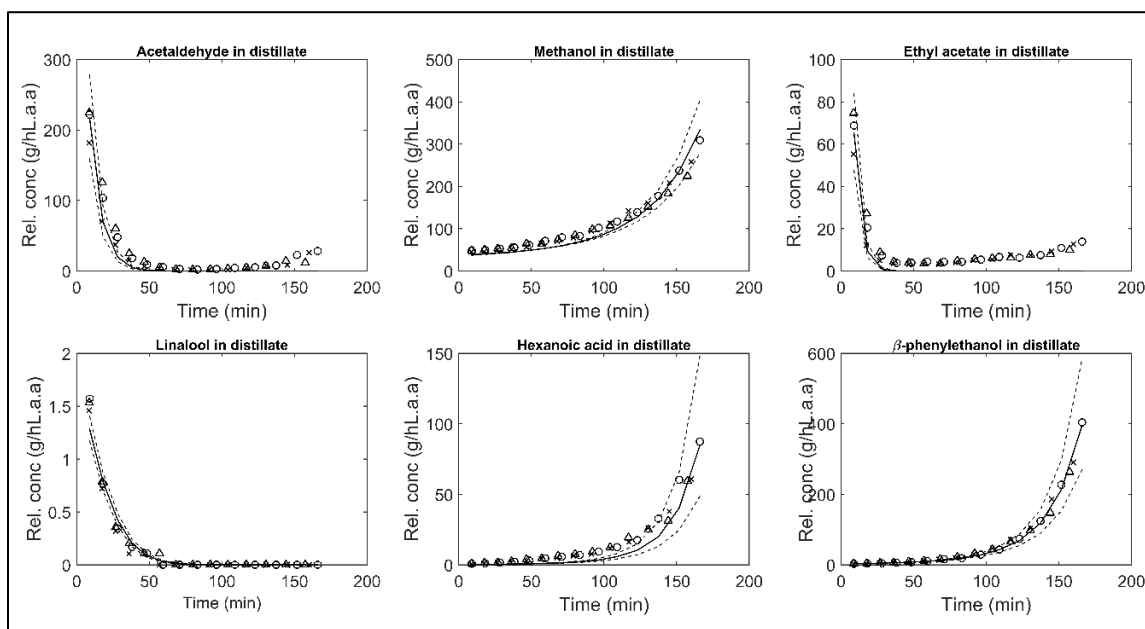 Acetaldehyde in distillate
Rel. conc (g/hL.a.a)
300
200
100
0
0 50 100 150 200
Time (min)
Methanol in distillate
Rel. conc (g/hL.a.a)
500
400
300
200
100
0
0 50 100 150 200
Time (min)
Ethyl acetate in distillate
Rel. conc (g/hL.a.a)
100
80
60
40
20
0
0 50 100 150 200
Time (min)
Linalool in distillate
Rel. conc (g/hL.a.a)
2
1.5
1
0.5
0
0 50 100 150 200
Time (min)
Hexanoic acid in distillate
Rel. conc (g/hL.a.a)
150
100
50
0
0 50 100 150 200
Time (min)
β-phenylethanol in distillate
Rel. conc (g/hL.a.a)
600
400
200
0
0 50 100 150 200
Time (min)